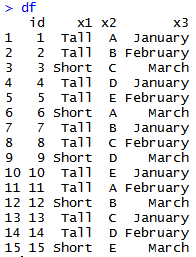 > df
id x1 x2 x3
1 1 Tall A January
2 2 Tall B February
3 3 Short C March
4 4 Tall D January
5 5 Tall E February
6 6 Short A March
7 7 Tall B January
8 8 Tall C February
9 9 Short D March
10 10 Tall E January
11 11 Tall A February
12 12 Short B March
13 13 Tall C January
14 14 Tall D February
15 15 Short E March